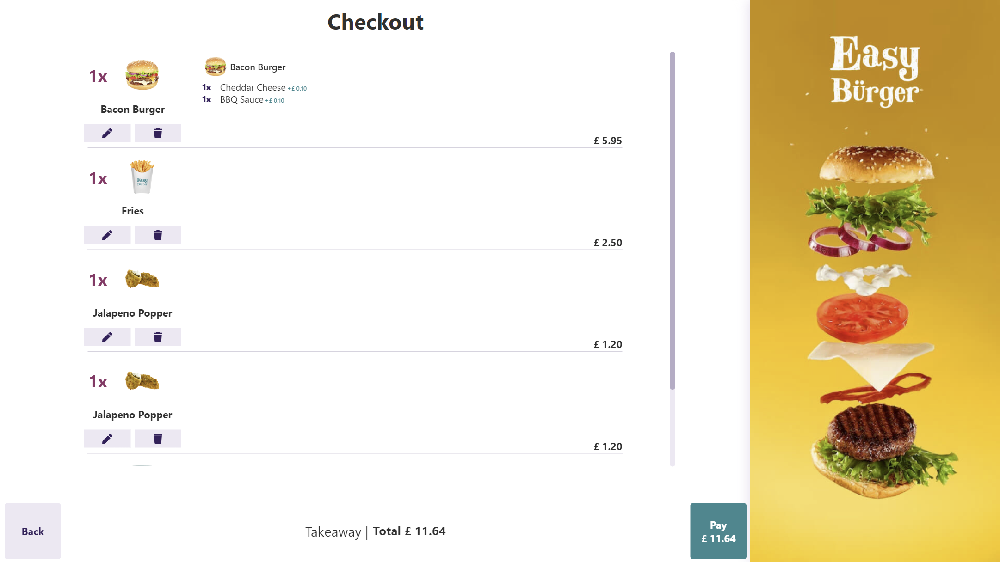 Checkout
1x
Bacon Burger
Bacon Burger
1x Cheddar Cheese +£ 0.10
1x BBQ Sauce +£ 0.10
£ 5.95
1x
Easy
Bürger
Fries
£ 2.50
1x
Jalapeno Popper
£ 1.20
1x
Jalapeno Popper
£ 1.20
Back
Takeaway | Total £ 11.64
Pay
£ 11.64
Easy
Bürger